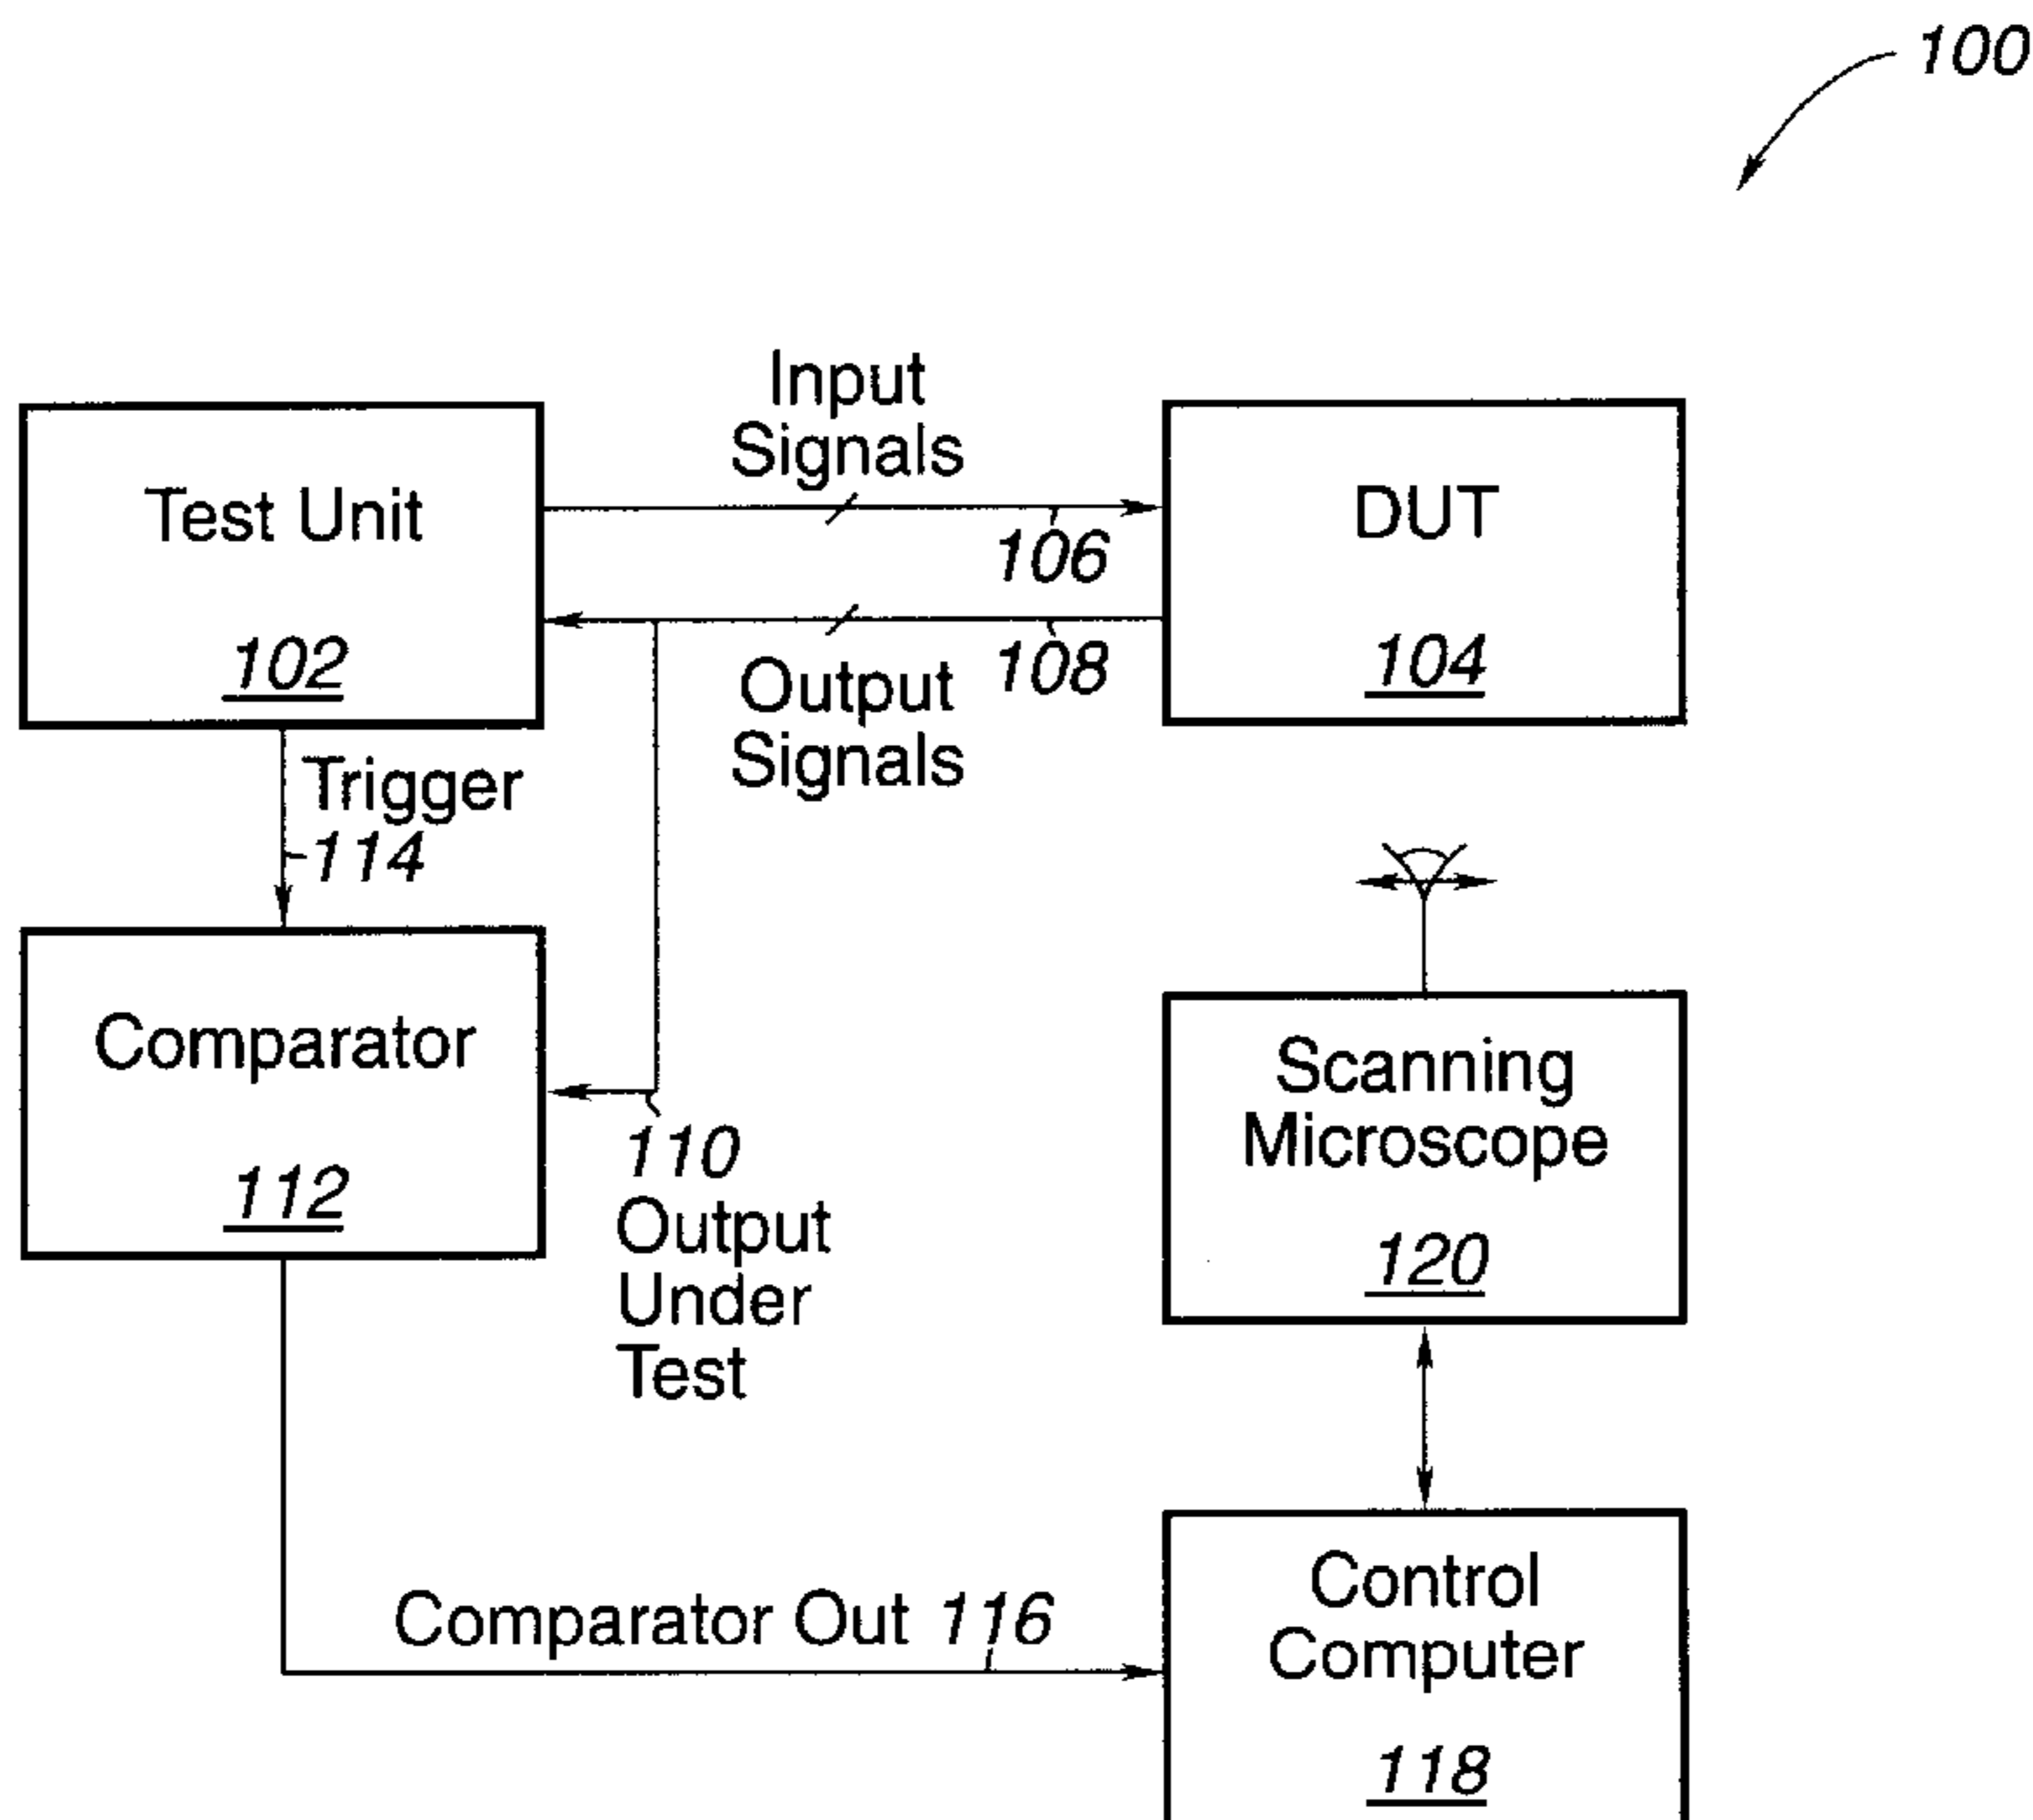 100
Input
Signals
Test Unit
DUT
106
102
108
104
Output
Signals
Trigger
114
Comparator
Scanning
Microscope
110
112
Output
Under
Test
120
Control
Computer
Comparator Out 116
118